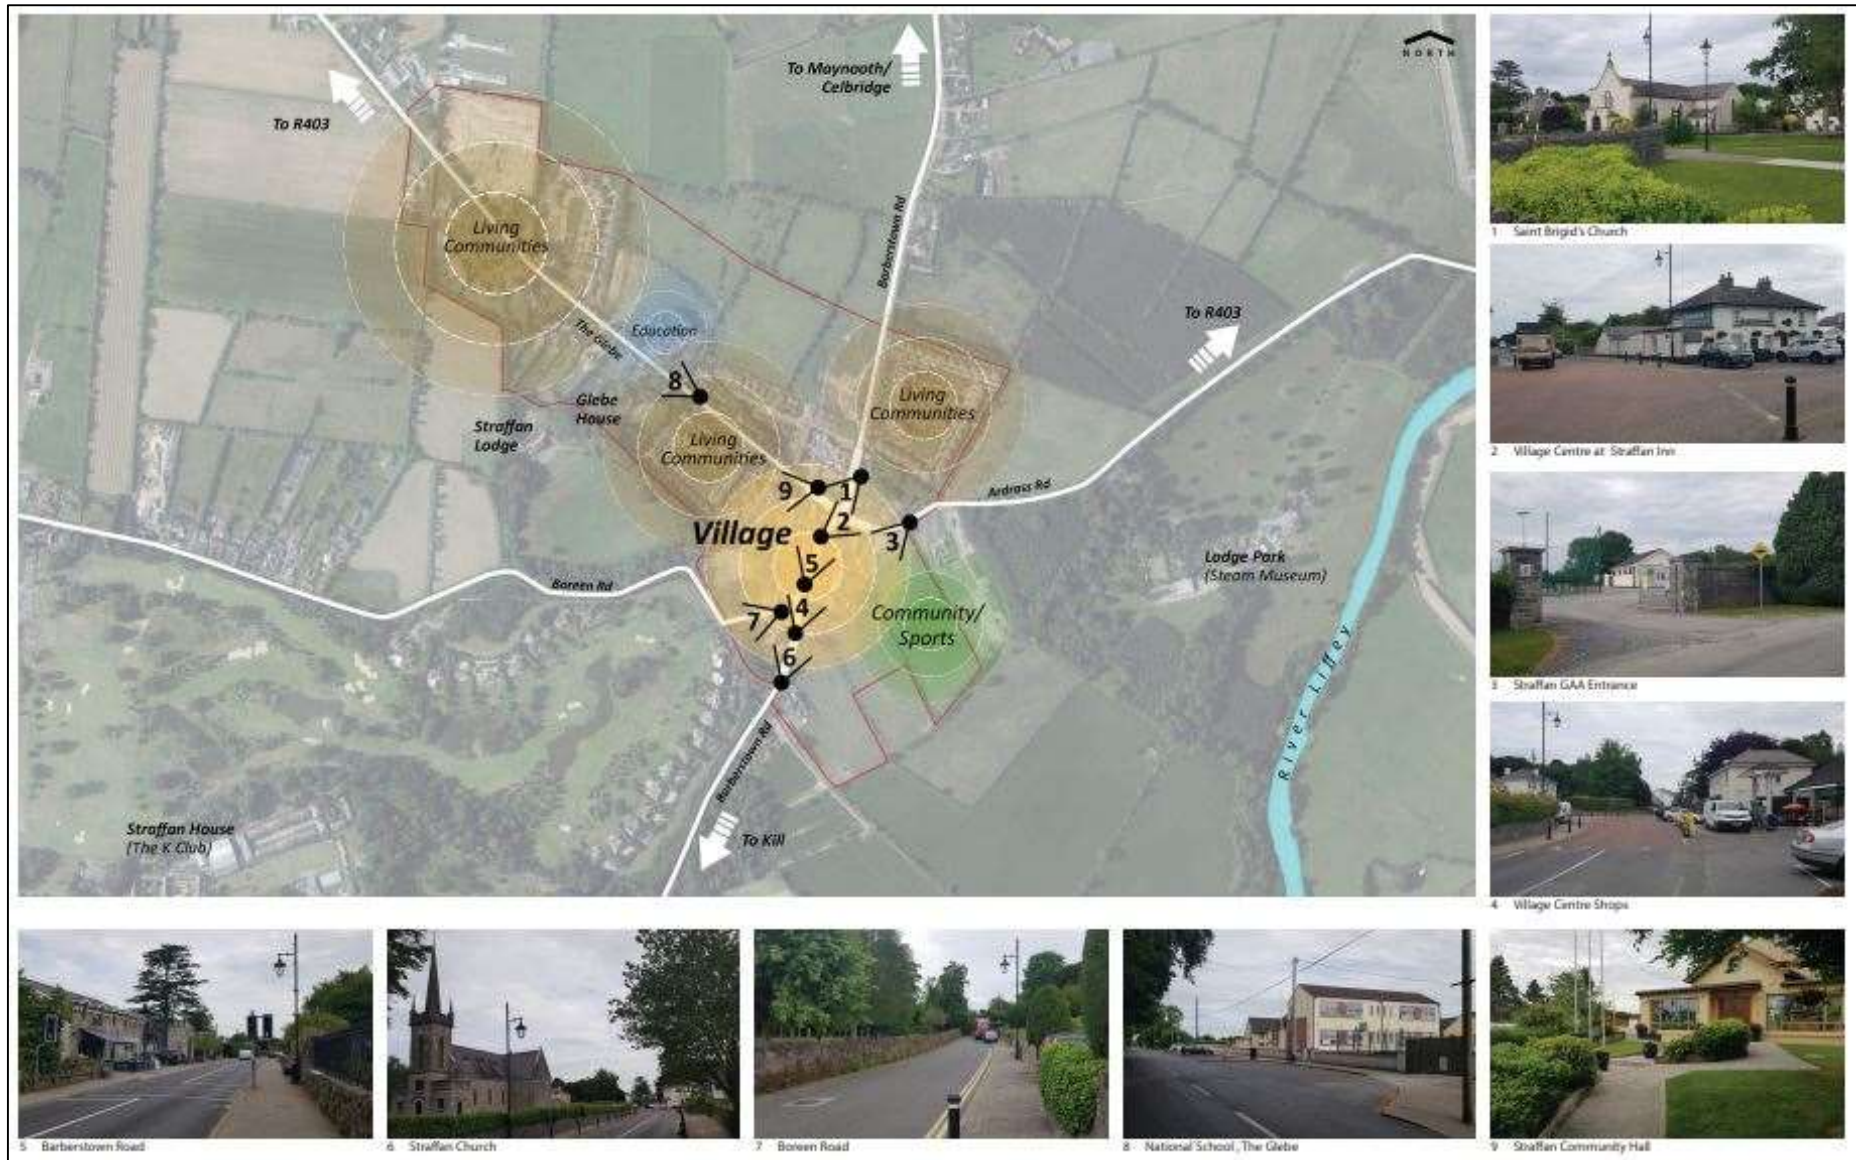 NORTH
To Maynooth/
Celbridge
To R403
Living
Communities
Barberstown Rd
To R403
Education
The Glebe
8
Glebe
House
Living
Communities
Straffan
Lodge
Living
Communities
9
1
Ardrass Rd
Village
2
3
5
Lodge Park
(Steam Museum)
Boreen Rd
7
4
Community/
Sports
6
River Liffey
Barberstown Rd
Straffan House
(The K Club)
To Kill
1 Saint Brigid's Church
2 Village Centre at Straffan Inn
3 Straffan GAA Entrance
4 Village Centre Shops
5 Barberstown Road
6 Straffan Church
7 Boreen Road
8 National School, The Glebe
9 Straffan Community Hall